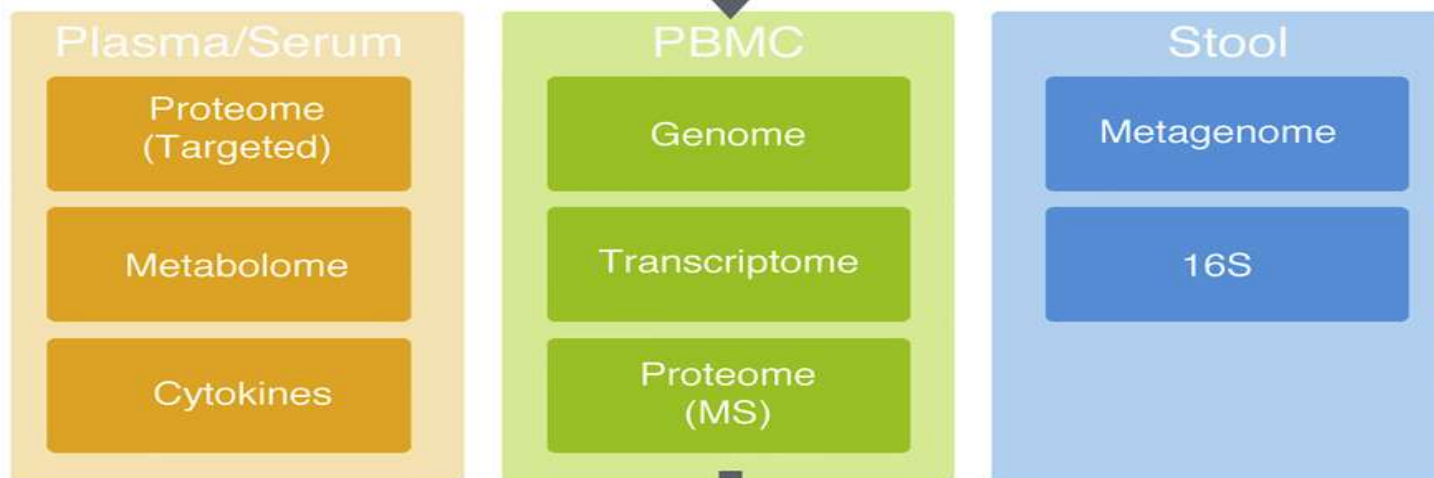 Plasma/Serum
Proteome
(Targeted)
Metabolome
Cytokines
PBMC
Genome
Transcriptome
Proteome
(MS)
Stool
Metagenome
16S